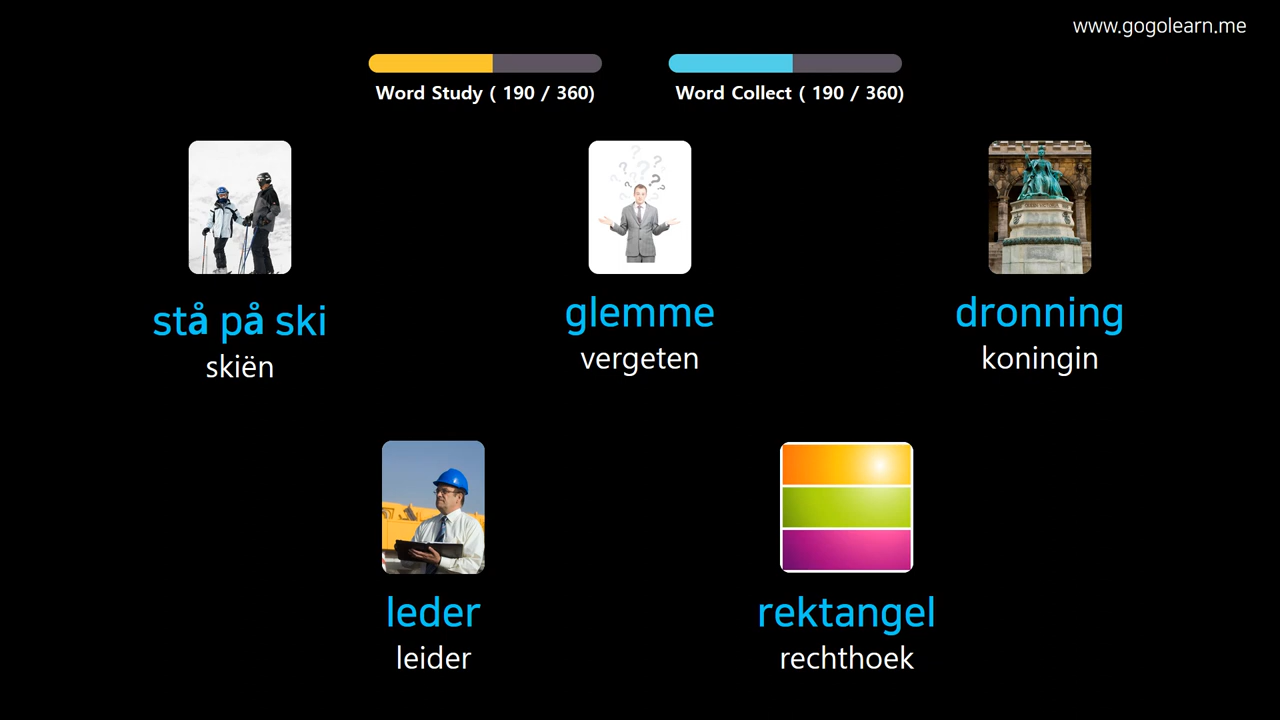 www.gogolearn.me
Word Study ( 190 / 360)
Word Collect ( 190 / 360)
stå på ski
skiën
glemme
vergeten
dronning
koningin
leder
leider
rektangel
rechthoek